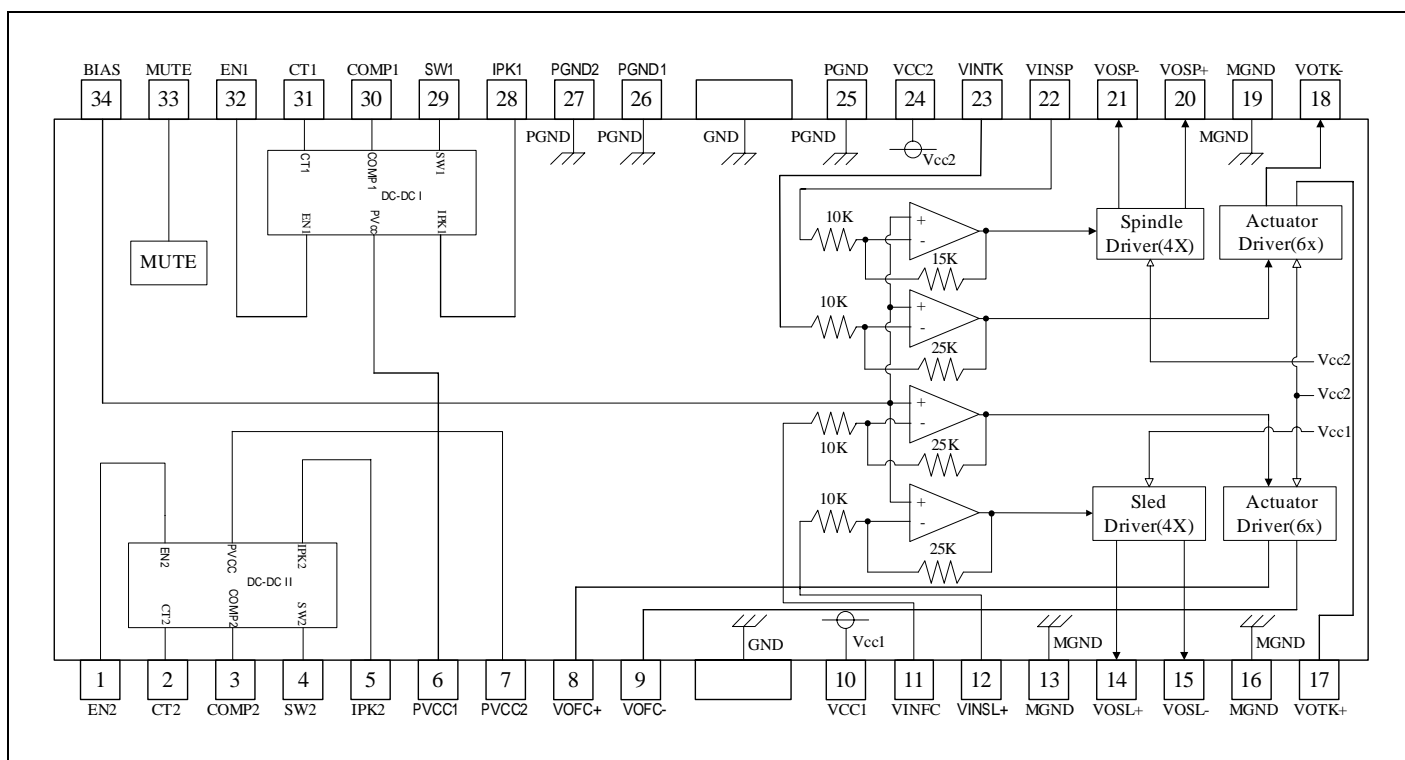 BIAS MUTE EN1 CT1 COMP1 SW1 IPK1 PGND2 PGND1 PGND VCC2 VINTK VINSP VOSP- VOSP+ MGND VOTK-
34 33 32 31 30 29 28 27 26 25 24 23 22 21 20 19 18
PGND PGND GND PGND Vcc2 MGND
CT1 COMP1 SW1
DC-DC I
EN1 PVcc IPK1
MUTE
10K + -
15K
Spindle
Driver(4X)
Actuator
Driver(6x)
10K + -
25K
Vcc2
Vcc2
+ -
10K
25K
Vcc1
10K + -
25K
Sled
Driver(4X)
Actuator
Driver(6x)
EN2 PVCC IPK2
DC-DC II
CT2 COMP2 SW2
GND Vcc1 MGND MGND
1 2 3 4 5 6 7 8 9 10 11 12 13 14 15 16 17
EN2 CT2 COMP2 SW2 IPK2 PVCC1 PVCC2 VOFC+ VOFC- VCC1 VINFC VINSL+ MGND VOSL+ VOSL- MGND VOTK+